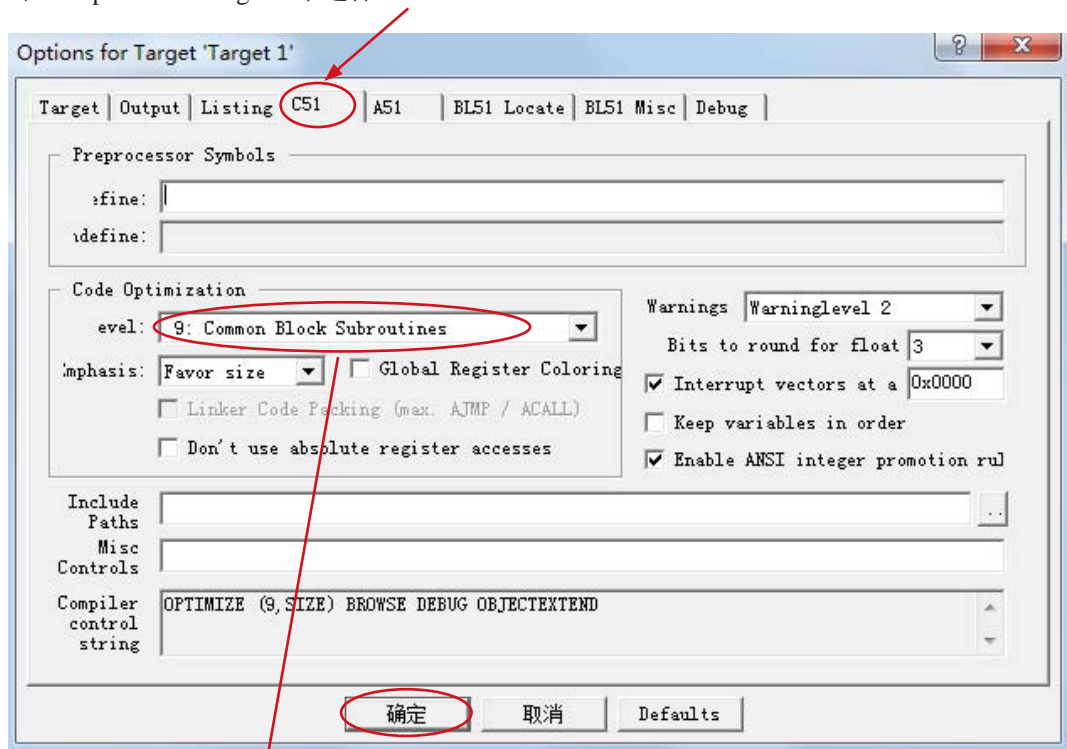 Options for Target 'Target 1'
Target Output Listing C51 A51 BL51 Locate BL51 Misc Debug
Preprocessor Symbols
efine:
define:
Code Optimization
evel: 9: Common Block Subroutines
mphasis: Favor size Global Register Coloring
Linker Code Packing (max. AJMP / ACALL)
Don't use absolute register accesses
Warnings Warninglevel 2
Bits to round for float 3
Interrupt vectors at a 0x0000
Keep variables in order
Enable ANSI integer promotion rul
Include Paths
..
Misc Controls
Compiler control string
OPTIMIZE (9,SIZE) BROWSE DEBUG OBJECTEXTEND
确定 取消 Defaults